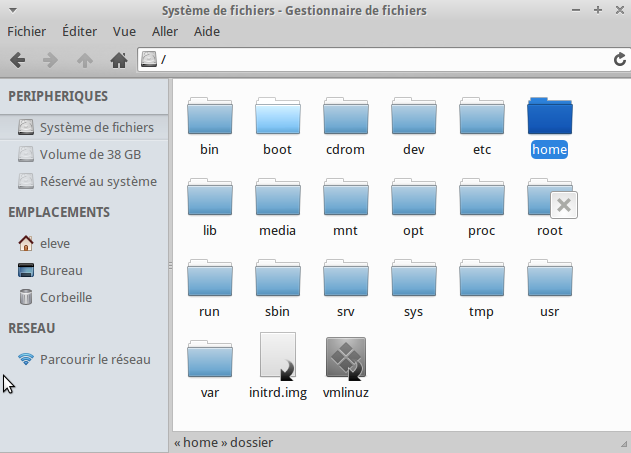 Système de fichiers - Gestionnaire de fichiers
Fichier Éditer Vue Aller Aide
/
PERIPHERIQUES
Système de fichiers
Volume de 38 GB
Réservé au système
EMPLACEMENTS
eleve
Bureau
Corbeille
RESEAU
Parcourir le réseau
bin boot cdrom dev etc home
lib media mnt opt proc root
run sbin srv sys tmp usr
var initrd.img vmlinuz
« home » dossier